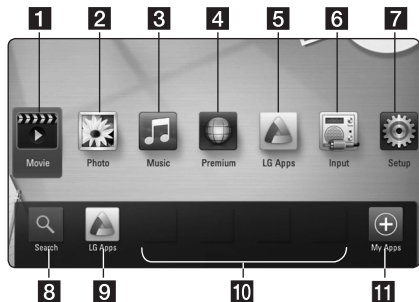 1 2 3 4 5 6 7
Movie Photo Music Premium LG Apps Input Setup
Search LG Apps My Apps
8 9 10 11